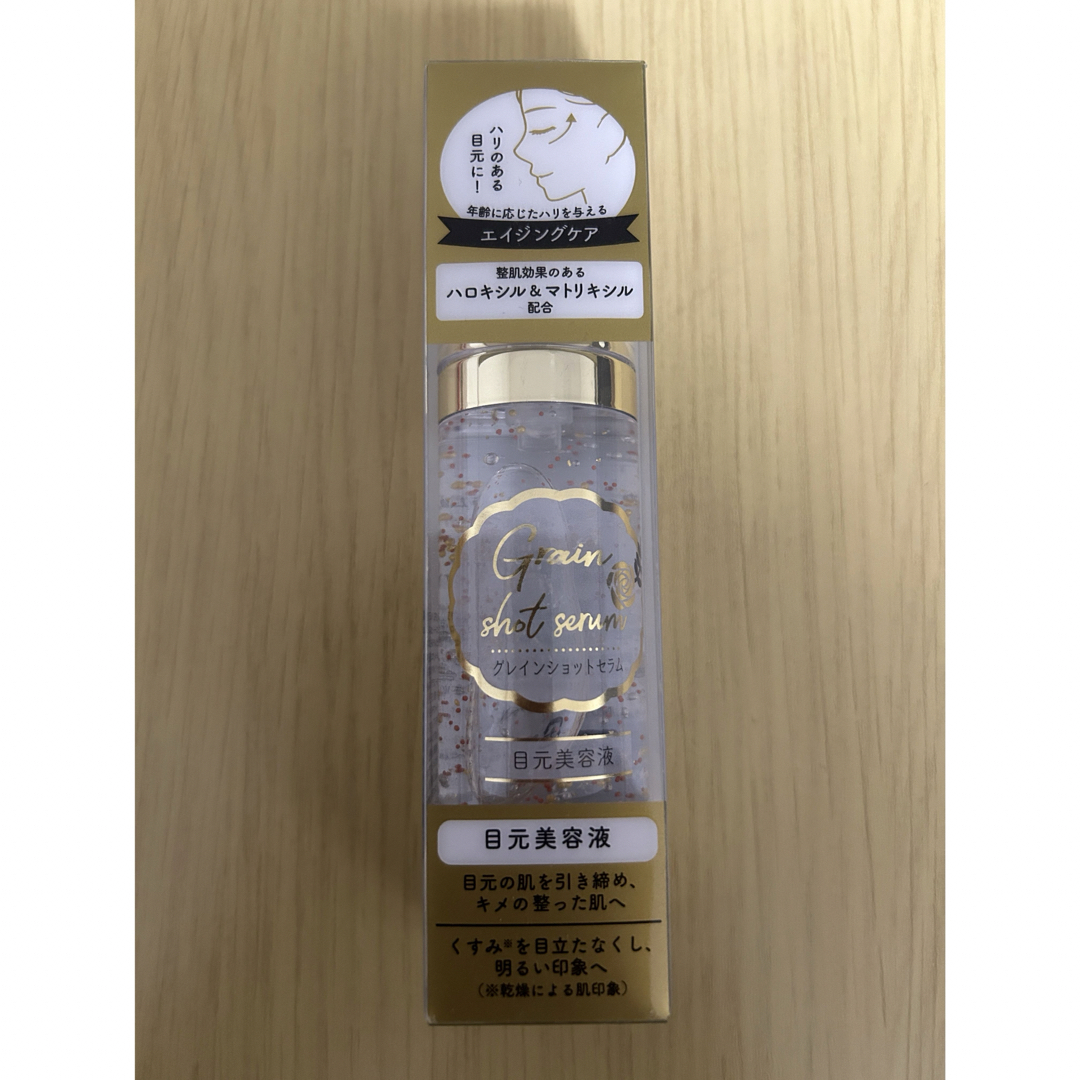 ハリのある
目元に!
年齢に応じたハリを与える
エイジングケア
整肌効果のある
ハロキシル&マトリキシル
配合
Grain
shot serum
グレインショットセラム
目元美容液
目元美容液
目元の肌を引き締め、
キメの整った肌へ
くすみ※を目立たなくし、
明るい印象へ
(※乾燥による肌印象)